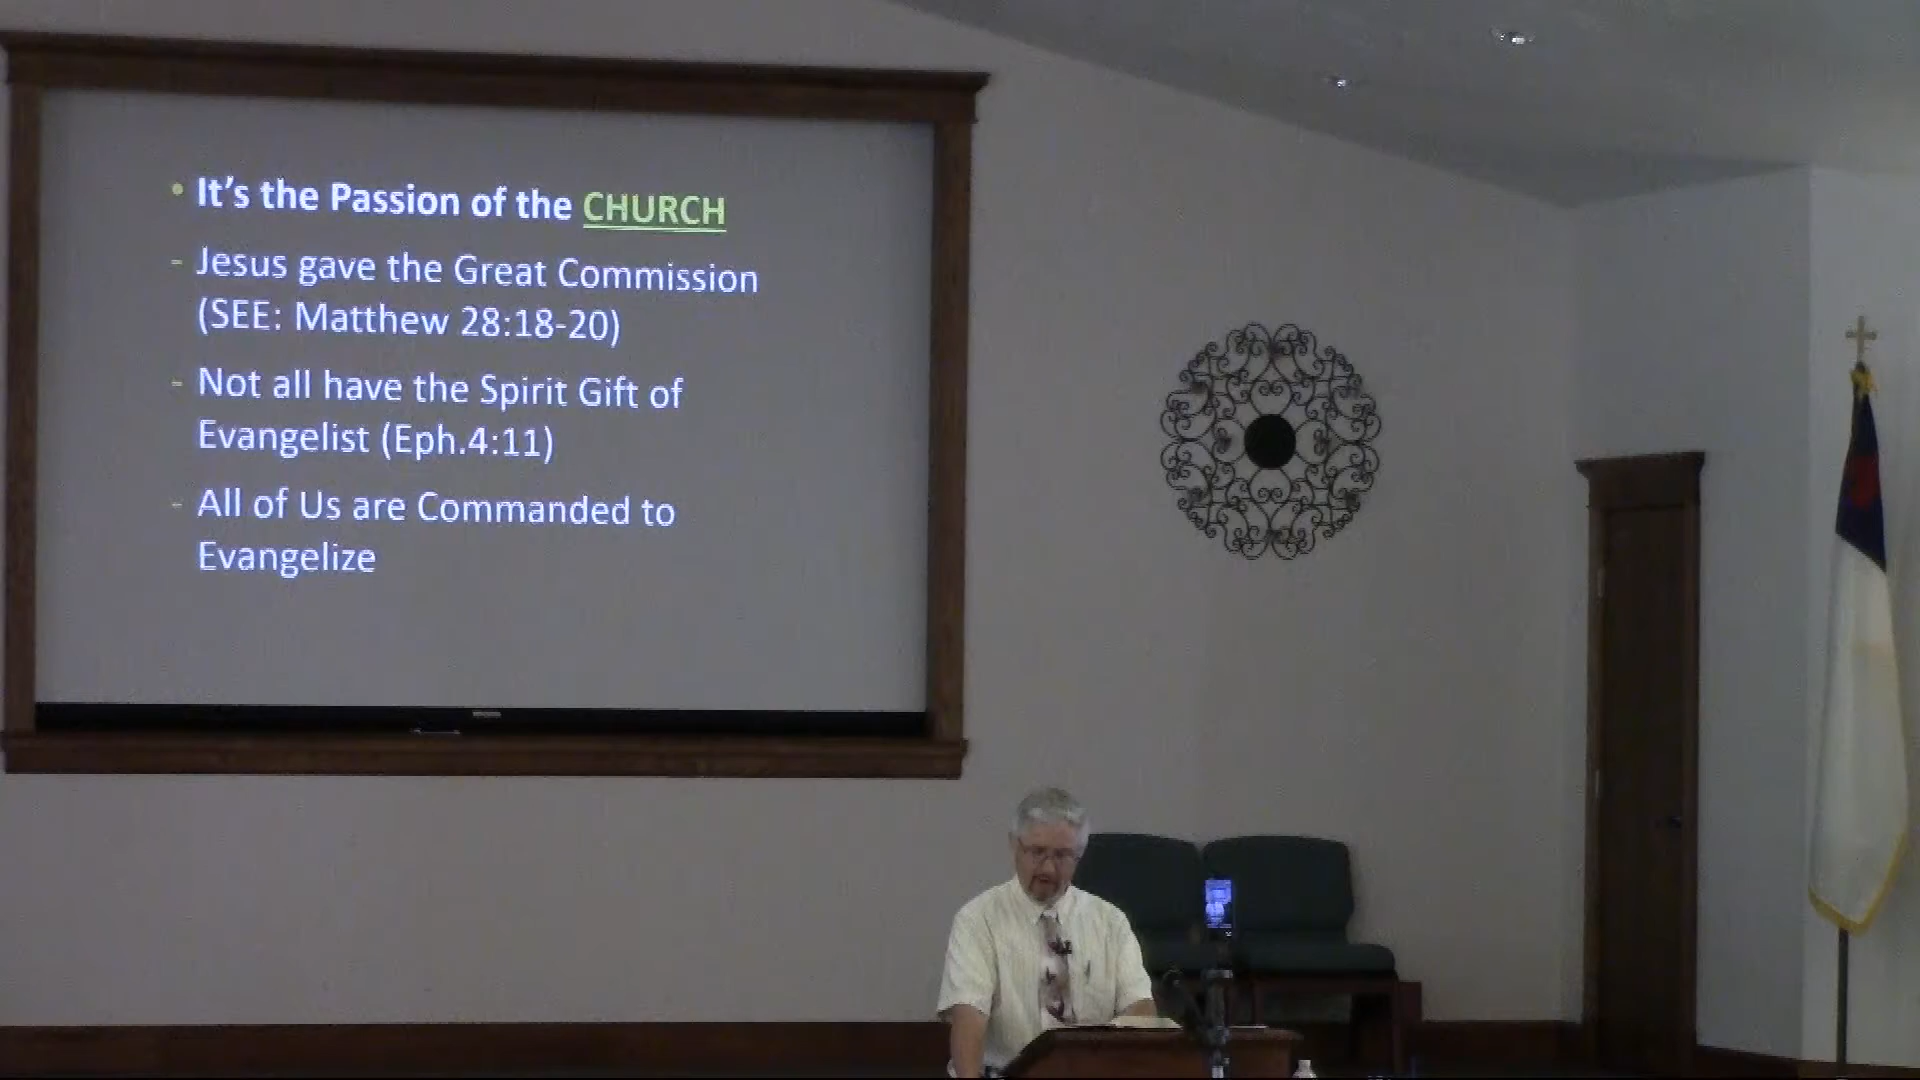 • It's the Passion of the CHURCH
- Jesus gave the Great Commission
(SEE: Matthew 28:18-20)
- Not all have the Spirit Gift of
Evangelist (Eph.4:11)
- All of Us are Commanded to
Evangelize